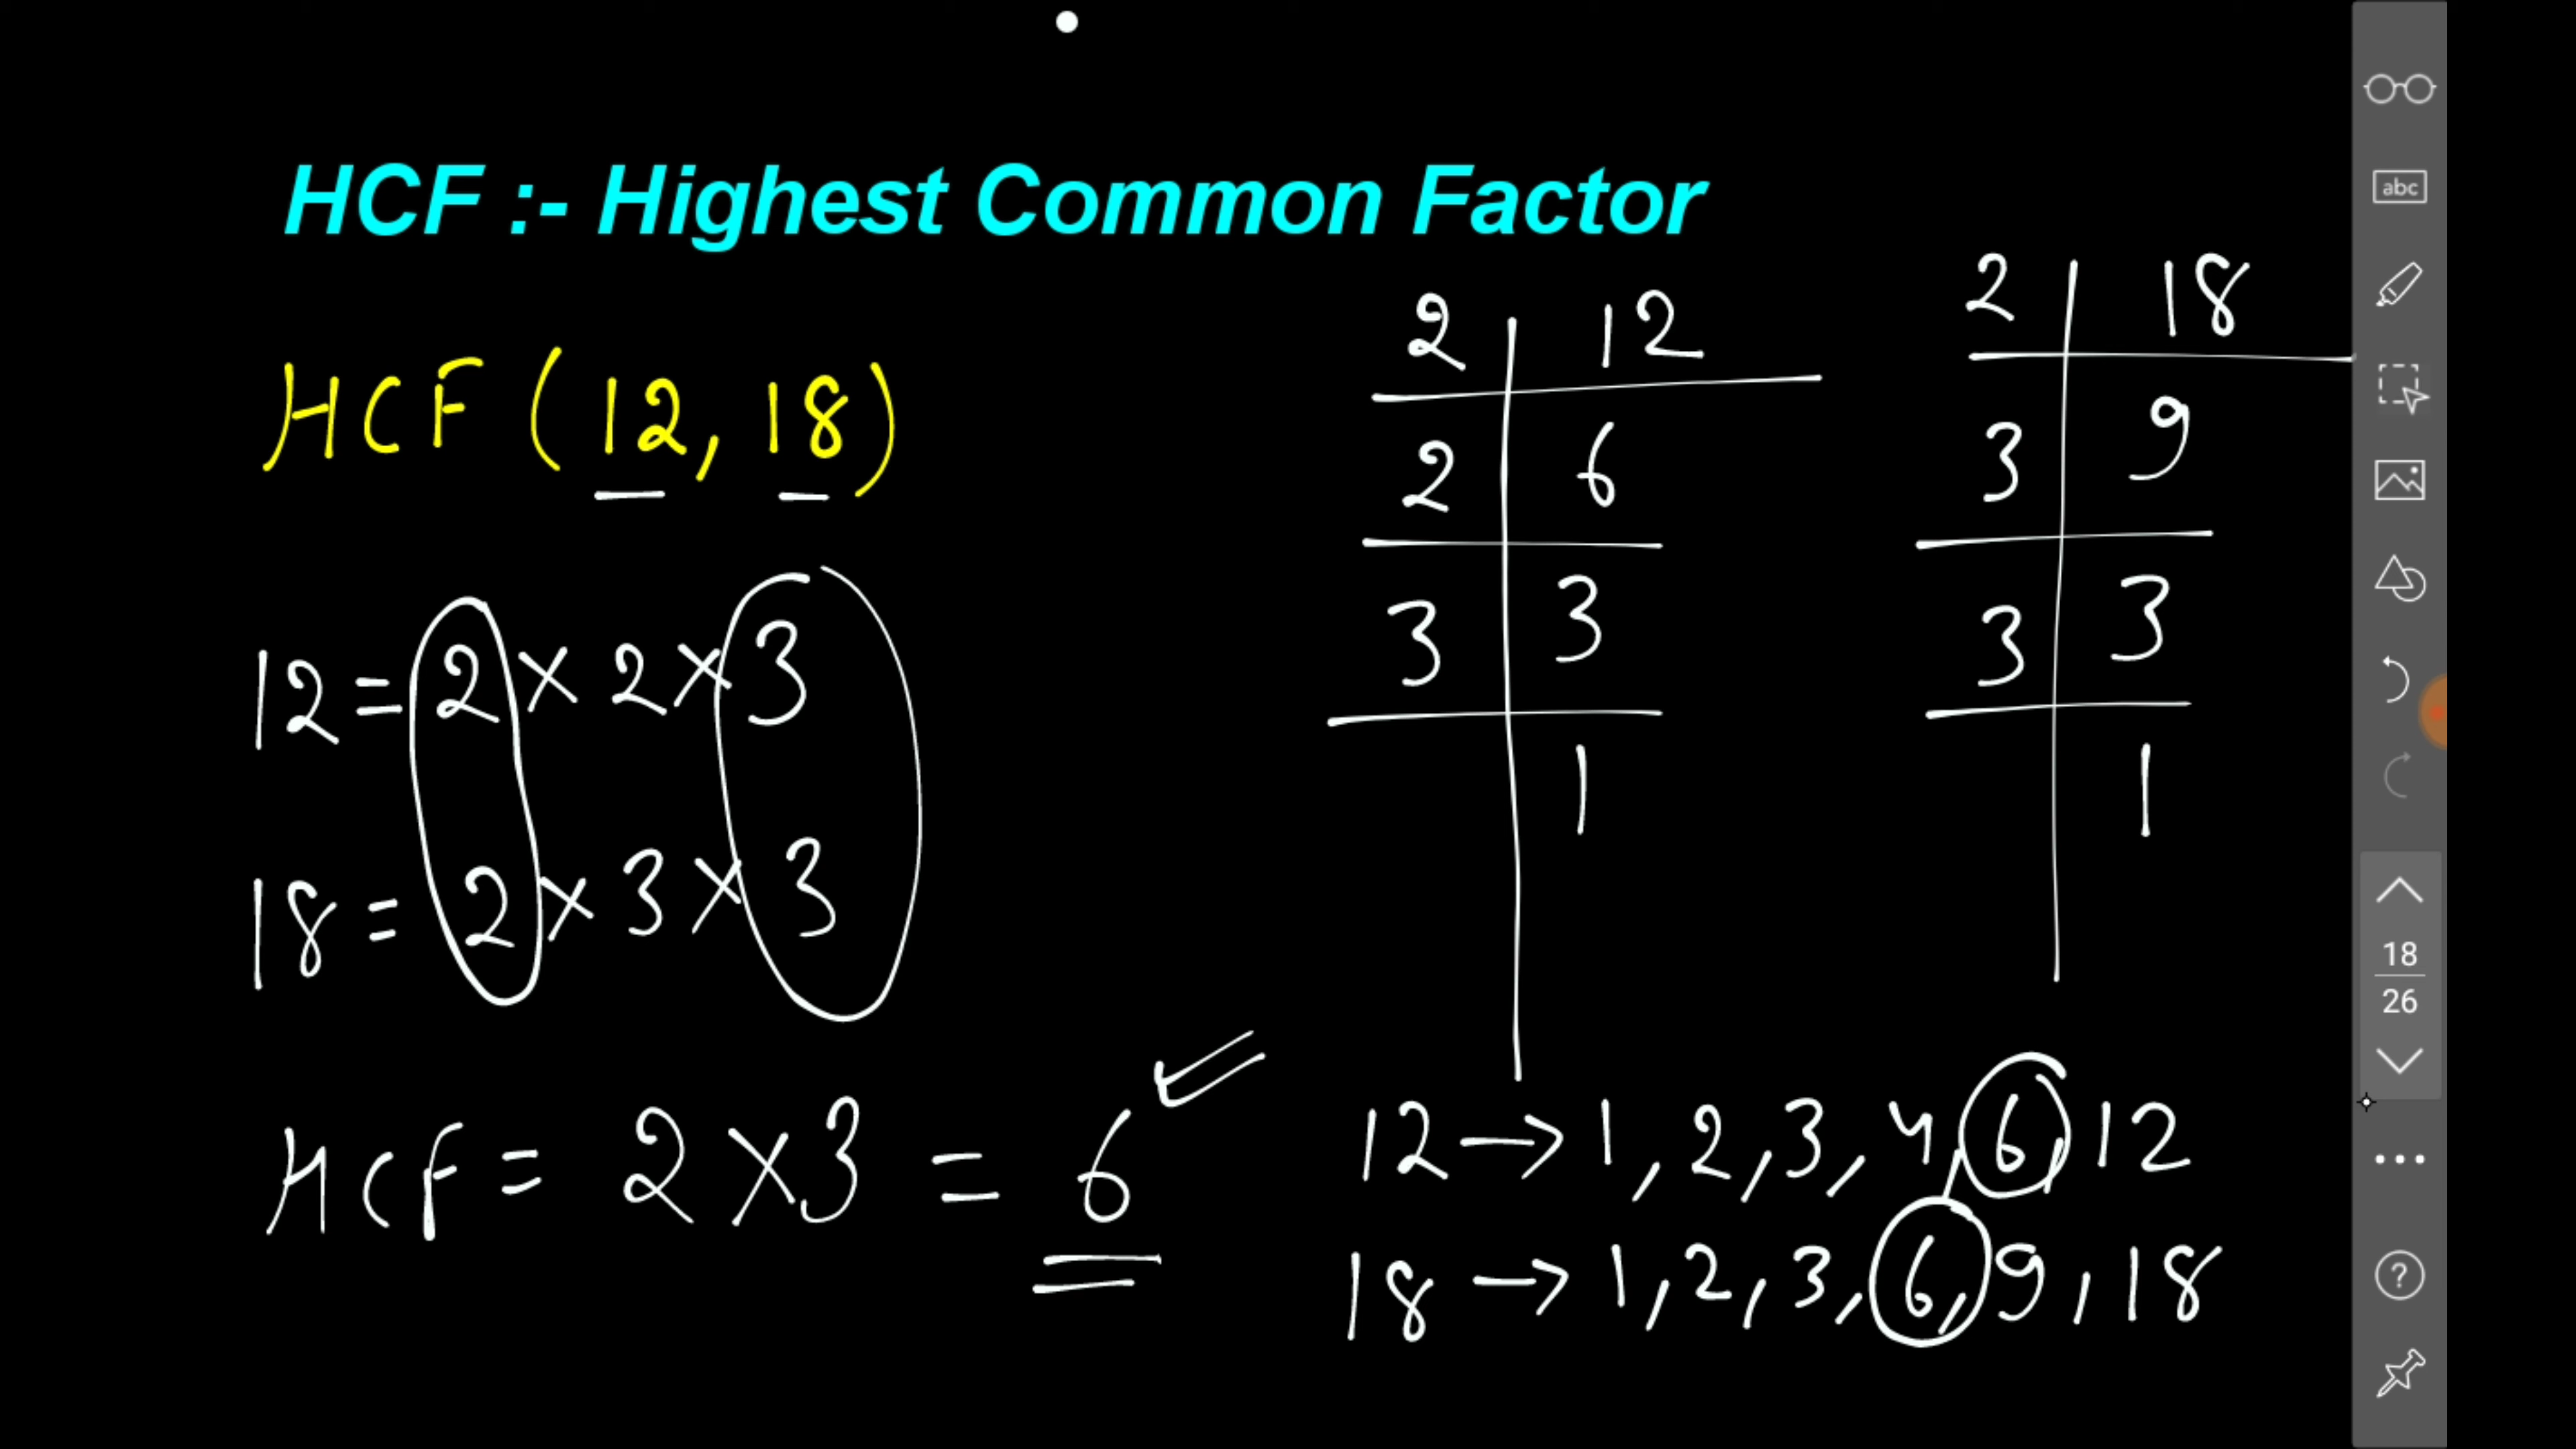 HCF :- Highest Common Factor
HCF (12, 18)
12 = 2 × 2 × 3
18 = 2 × 3 × 3
HCF = 2 × 3 = 6
2 | 12
2 | 6
3 | 3
1
2 | 18
3 | 9
3 | 3
1
12 → 1, 2, 3, 4, 6, 12
18 → 1, 2, 3, 6, 9, 18
abc
18
26
?